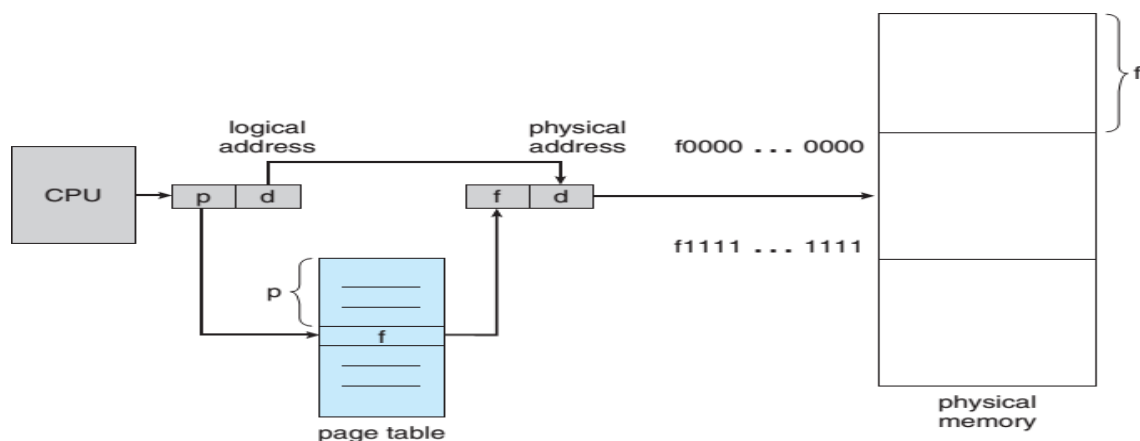 logical
address
physical
address
f0000 ... 0000
f
CPU
p
d
f
d
f1111 ... 1111
p
f
page table
physical
memory